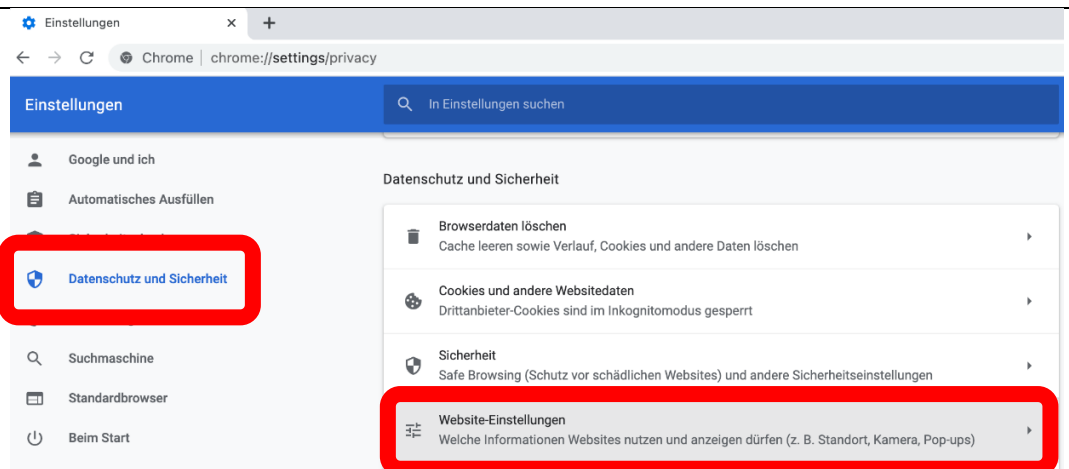 Einstellungen
Chrome | chrome://settings/privacy
Einstellungen
In Einstellungen suchen
Google und ich
Automatisches Ausfüllen
Datenschutz und Sicherheit
Suchmaschine
Standardbrowser
Beim Start
Datenschutz und Sicherheit
Browserdaten löschen
Cache leeren sowie Verlauf, Cookies und andere Daten löschen
Cookies und andere Websitedaten
Drittanbieter-Cookies sind im Inkognitomodus gesperrt
Sicherheit
Safe Browsing (Schutz vor schädlichen Websites) und andere Sicherheitseinstellungen
Website-Einstellungen
Welche Informationen Websites nutzen und anzeigen dürfen (z. B. Standort, Kamera, Pop-ups)